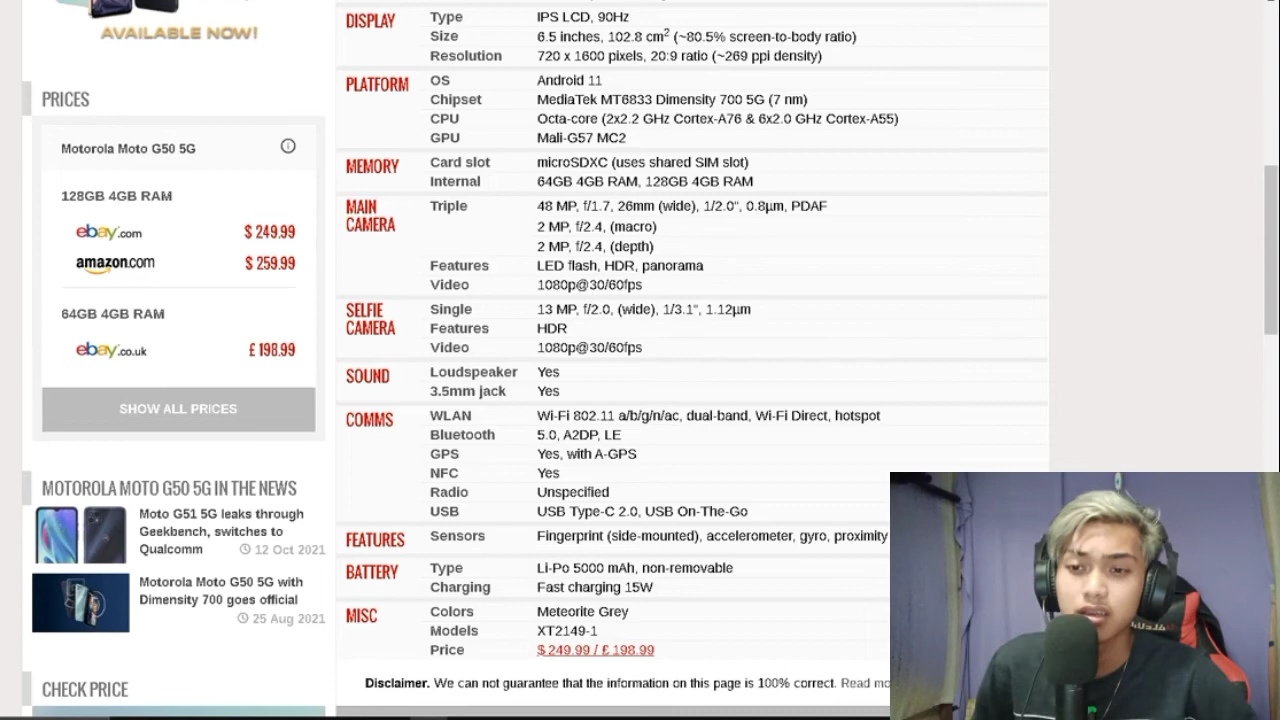 AVAILABLE NOW!
PRICES
Motorola Moto G50 5G
128GB 4GB RAM
ebay.com $ 249.99
amazon.com $ 259.99
64GB 4GB RAM
ebay.co.uk £ 198.99
SHOW ALL PRICES
MOTOROLA MOTO G50 5G IN THE NEWS
Moto G51 5G leaks through
Geekbench, switches to
Qualcomm 12 Oct 2021
Motorola Moto G50 5G with
Dimensity 700 goes official
25 Aug 2021
CHECK PRICE
DISPLAY Type IPS LCD, 90Hz
Size 6.5 inches, 102.8 cm² (~80.5% screen-to-body ratio)
Resolution 720 x 1600 pixels, 20:9 ratio (~269 ppi density)
PLATFORM OS Android 11
Chipset MediaTek MT6833 Dimensity 700 5G (7 nm)
CPU Octa-core (2x2.2 GHz Cortex-A76 & 6x2.0 GHz Cortex-A55)
GPU Mali-G57 MC2
MEMORY Card slot microSDXC (uses shared SIM slot)
Internal 64GB 4GB RAM, 128GB 4GB RAM
MAIN CAMERA Triple 48 MP, f/1.7, 26mm (wide), 1/2.0", 0.8µm, PDAF
2 MP, f/2.4, (macro)
2 MP, f/2.4, (depth)
Features LED flash, HDR, panorama
Video 1080p@30/60fps
SELFIE CAMERA Single 13 MP, f/2.0, (wide), 1/3.1", 1.12µm
Features HDR
Video 1080p@30/60fps
SOUND Loudspeaker Yes
3.5mm jack Yes
COMMS WLAN Wi-Fi 802.11 a/b/g/n/ac, dual-band, Wi-Fi Direct, hotspot
Bluetooth 5.0, A2DP, LE
GPS Yes, with A-GPS
NFC Yes
Radio Unspecified
USB USB Type-C 2.0, USB On-The-Go
FEATURES Sensors Fingerprint (side-mounted), accelerometer, gyro, proximity
BATTERY Type Li-Po 5000 mAh, non-removable
Charging Fast charging 15W
MISC Colors Meteorite Grey
Models XT2149-1
Price $ 249.99 / £ 198.99
Disclaimer. We can not guarantee that the information on this page is 100% correct. Read mo